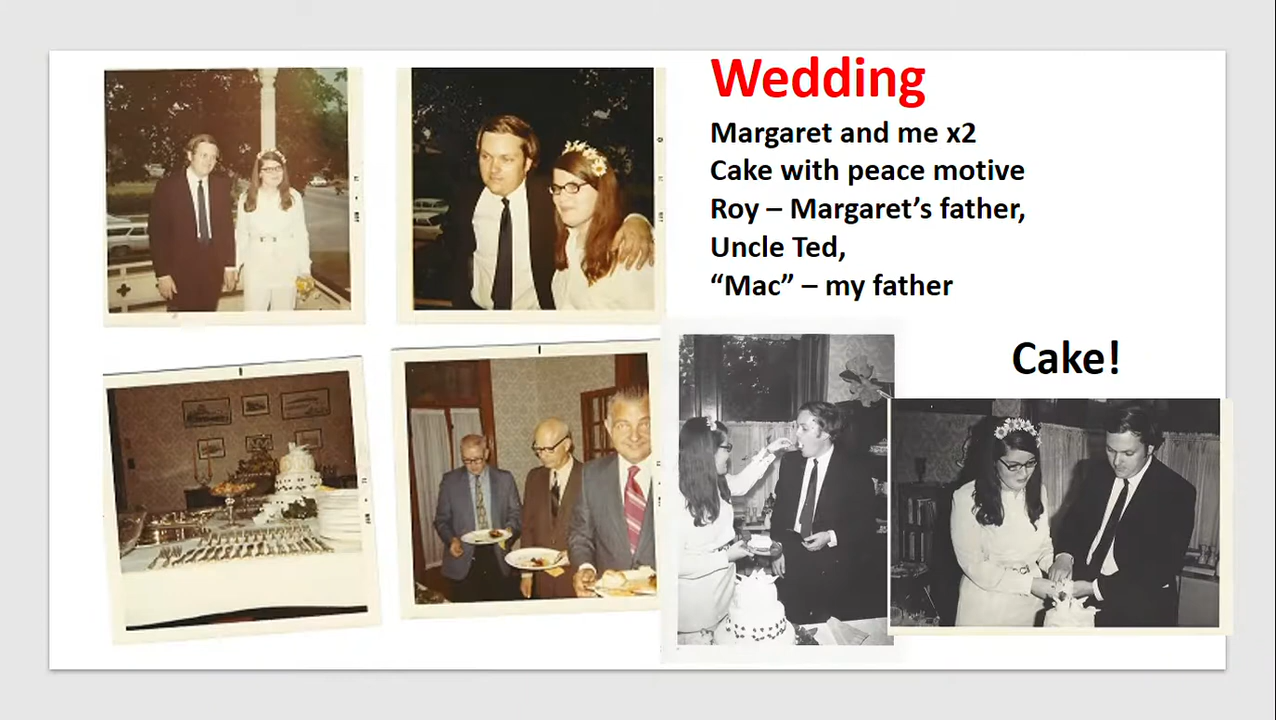 Wedding
Margaret and me x2
Cake with peace motive
Roy – Margaret’s father,
Uncle Ted,
“Mac” – my father
Cake!